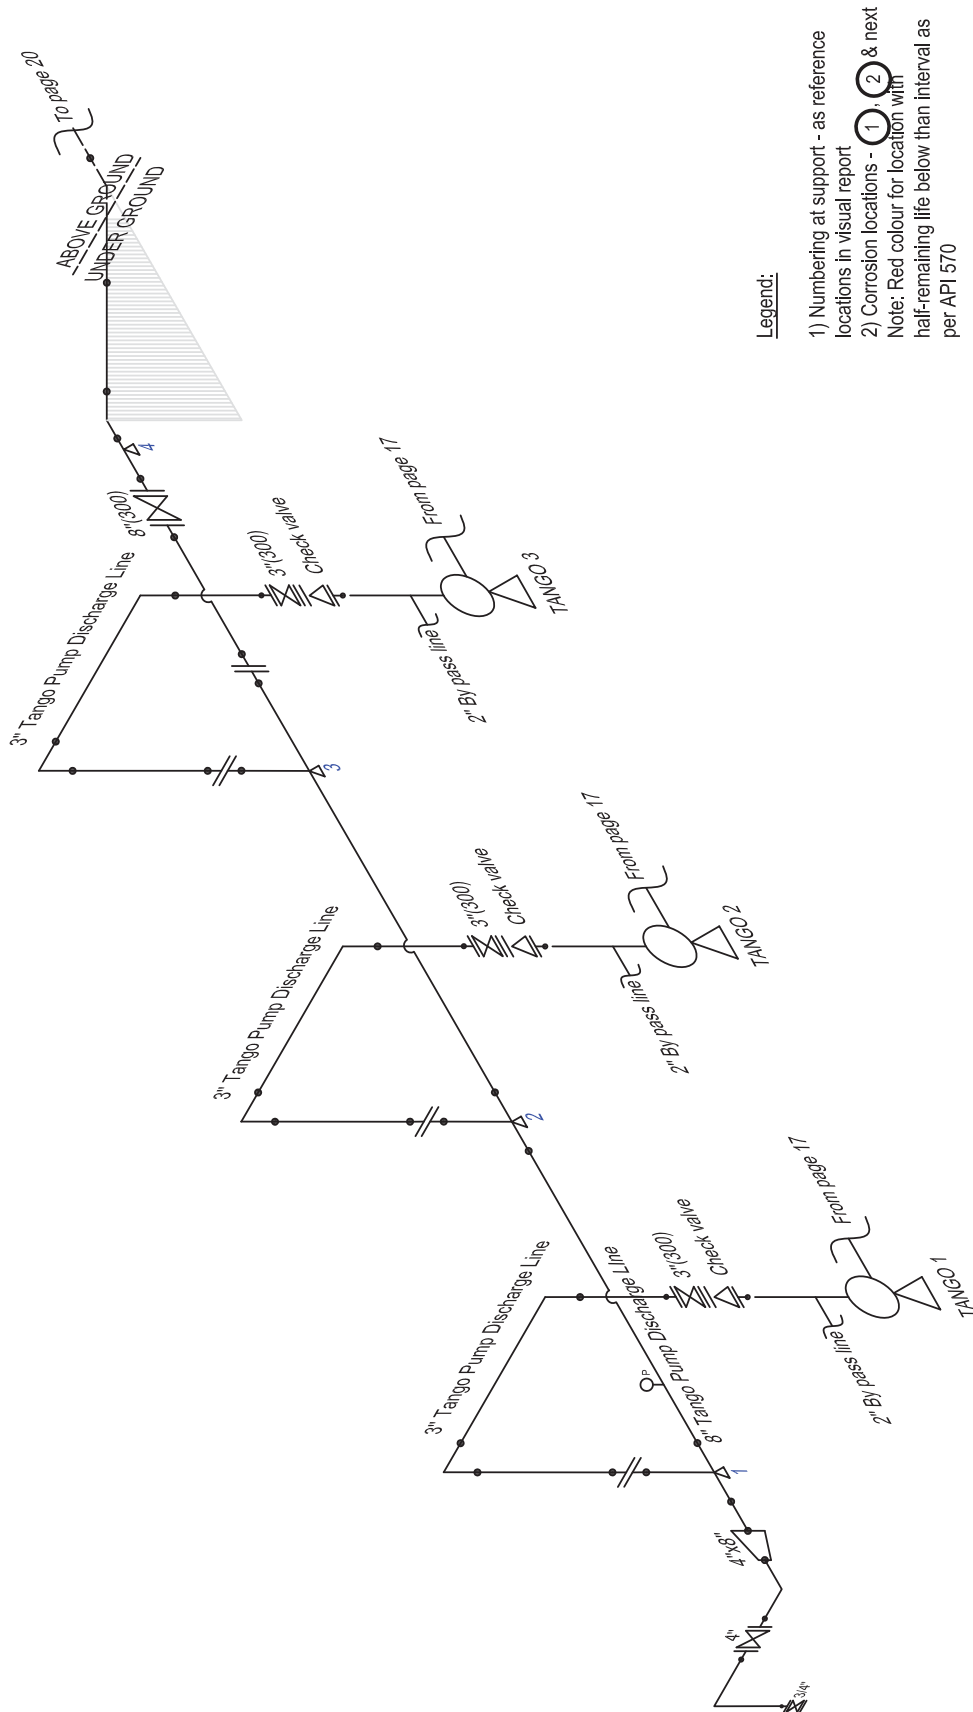 To page 20
ABOVE GROUND
UNDER GROUND
4
8"(300)
3"(300)
Check valve
From page 17
TANGO 3
2" By pass line
3" Tango Pump Discharge Line
3
3"(300)
Check valve
From page 17
TANGO 2
2" By pass line
3" Tango Pump Discharge Line
2
3"(300)
Check valve
From page 17
TANGO 1
2" By pass line
3" Tango Pump Discharge Line
8" Tango Pump Discharge Line
P
1
4"x8"
4"
3/4"
Legend:
1) Numbering at support - as reference
locations in visual report
2) Corrosion locations - 1 , 2 & next
Note: Red colour for location with
half-remaining life below than interval as
per API 570